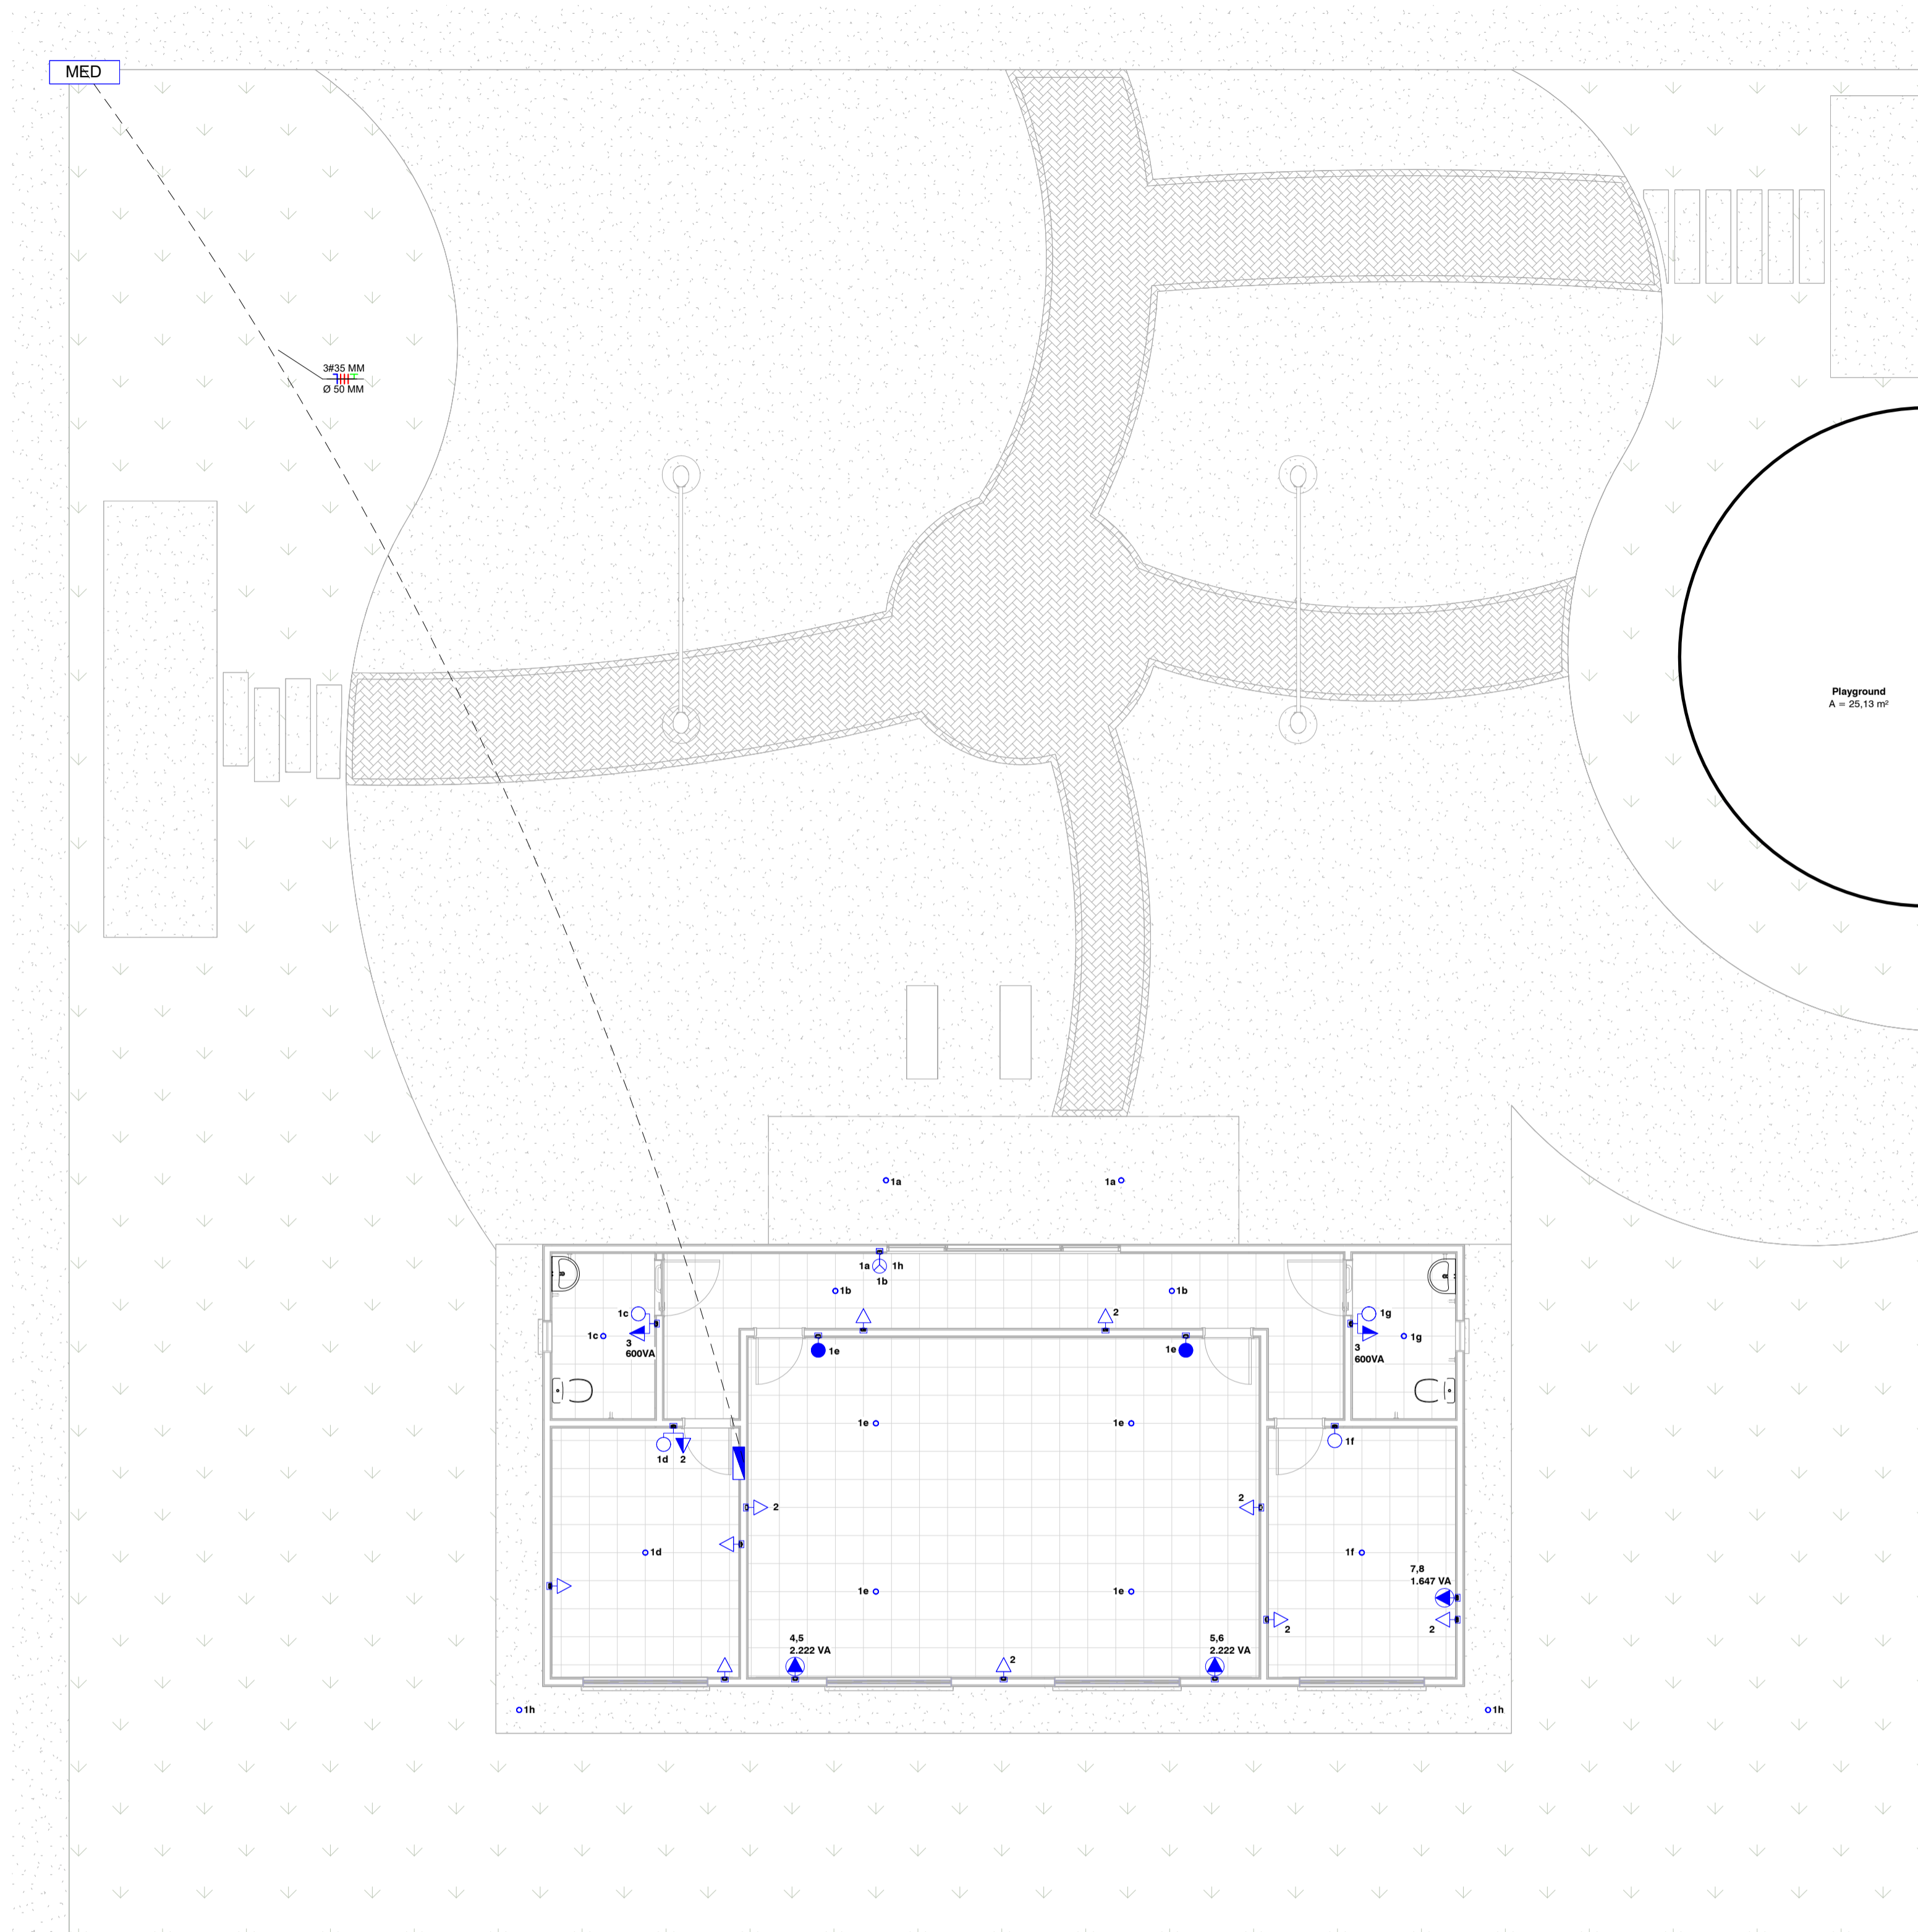 MED
3#35 MM
Ø 50 MM
Playground
A = 25,13 m²
1a
1a
1a
1h
1b
1b
1b
1c
1c
3
600VA
2
1g
1g
3
600VA
1e
1e
1e
1e
1d
2
1f
2
2
1d
1f
7,8
1.647 VA
1e
1e
2
2
4,5
2.222 VA
2
5,6
2.222 VA
1h
1h